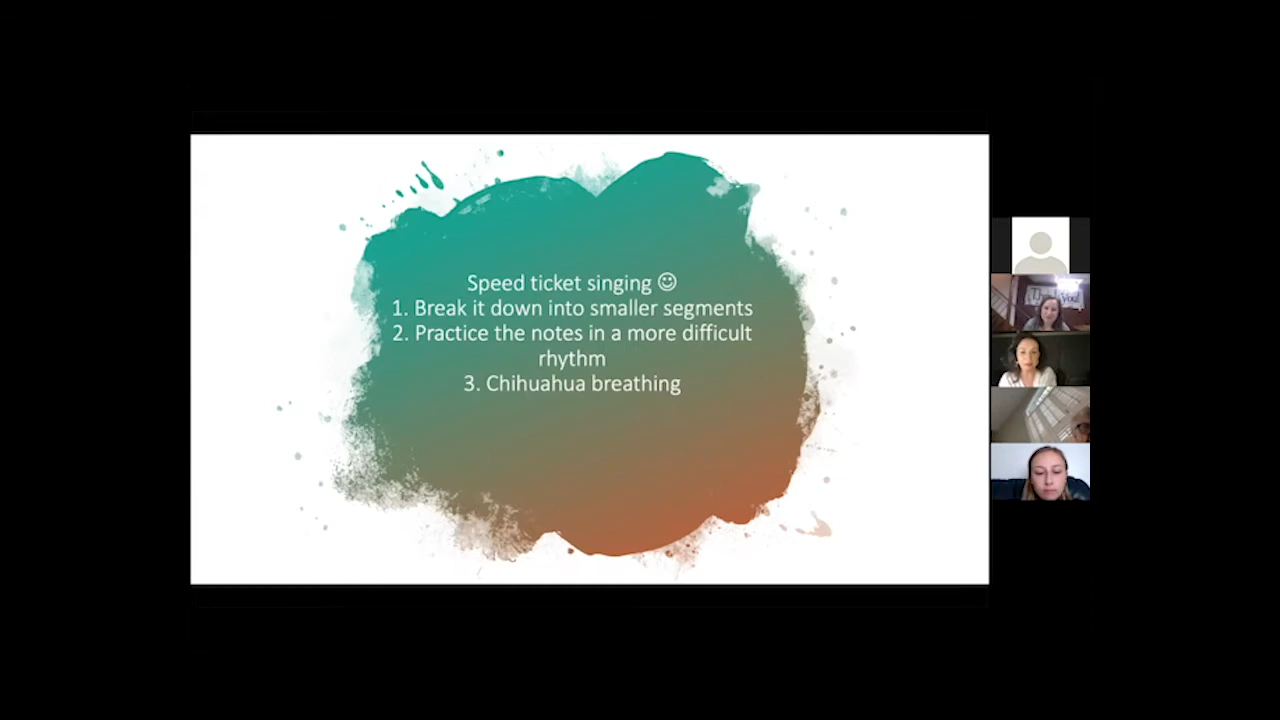 Speed ticket singing ☺
1. Break it down into smaller segments
2. Practice the notes in a more difficult
rhythm
3. Chihuahua breathing